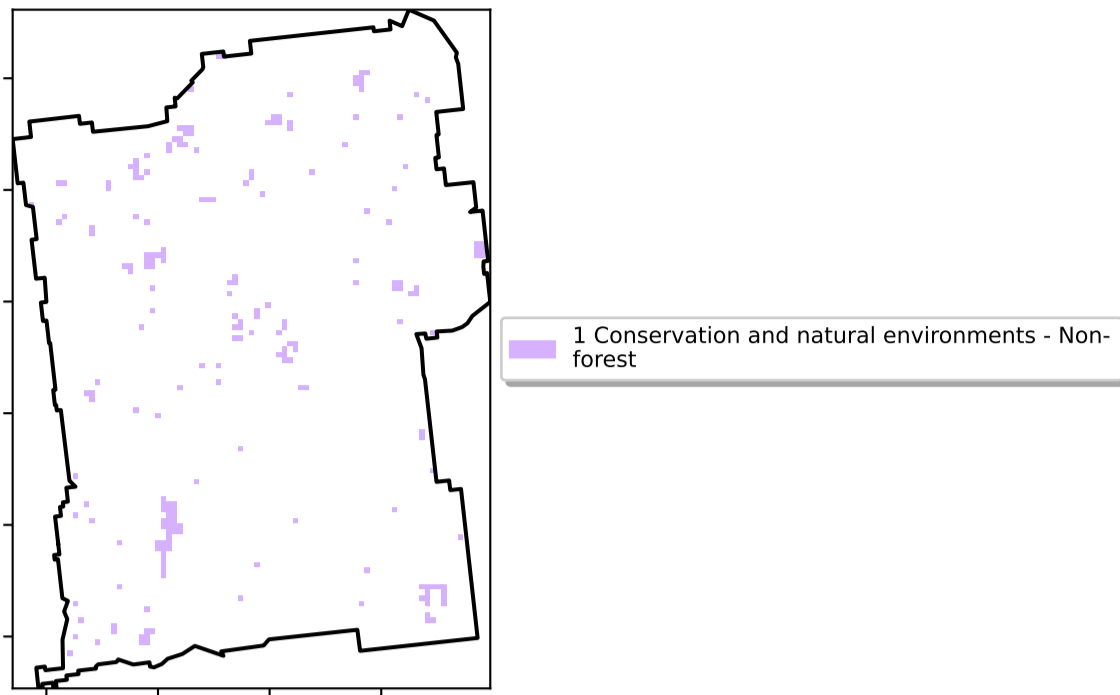 1 Conservation and natural environments - Non-
forest